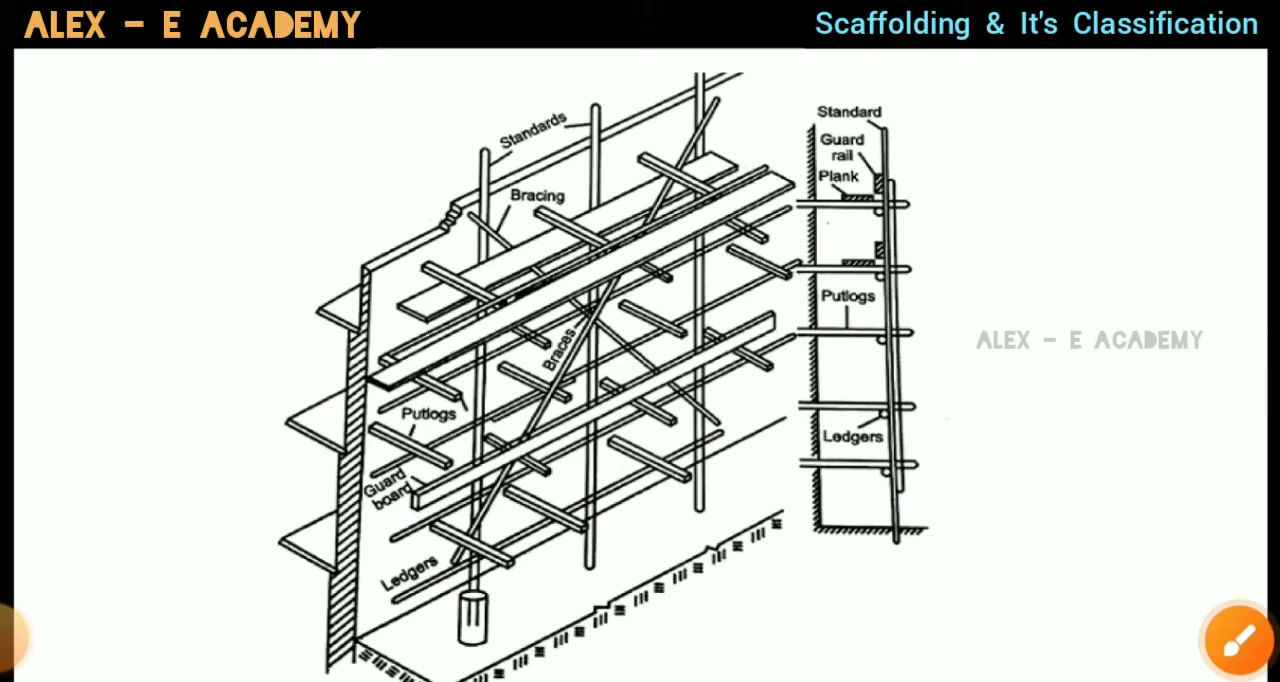 ALEX - E ACADEMY
Scaffolding & It's Classification
Standards
Bracing
Braces
Putlogs
Guard
board
Ledgers
Standard
Guard
rail
Plank
Putlogs
Ledgers
ALEX - E ACADEMY